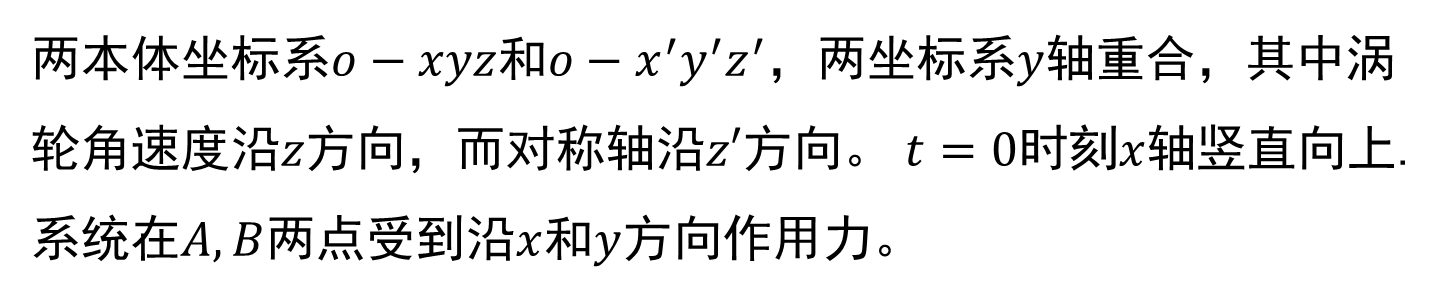 两本体坐标系o − xyz和o − x′y′z′，两坐标系y轴重合，其中涡
轮角速度沿z方向，而对称轴沿z′方向。 t = 0时刻x轴竖直向上.
系统在A, B两点受到沿x和y方向作用力。